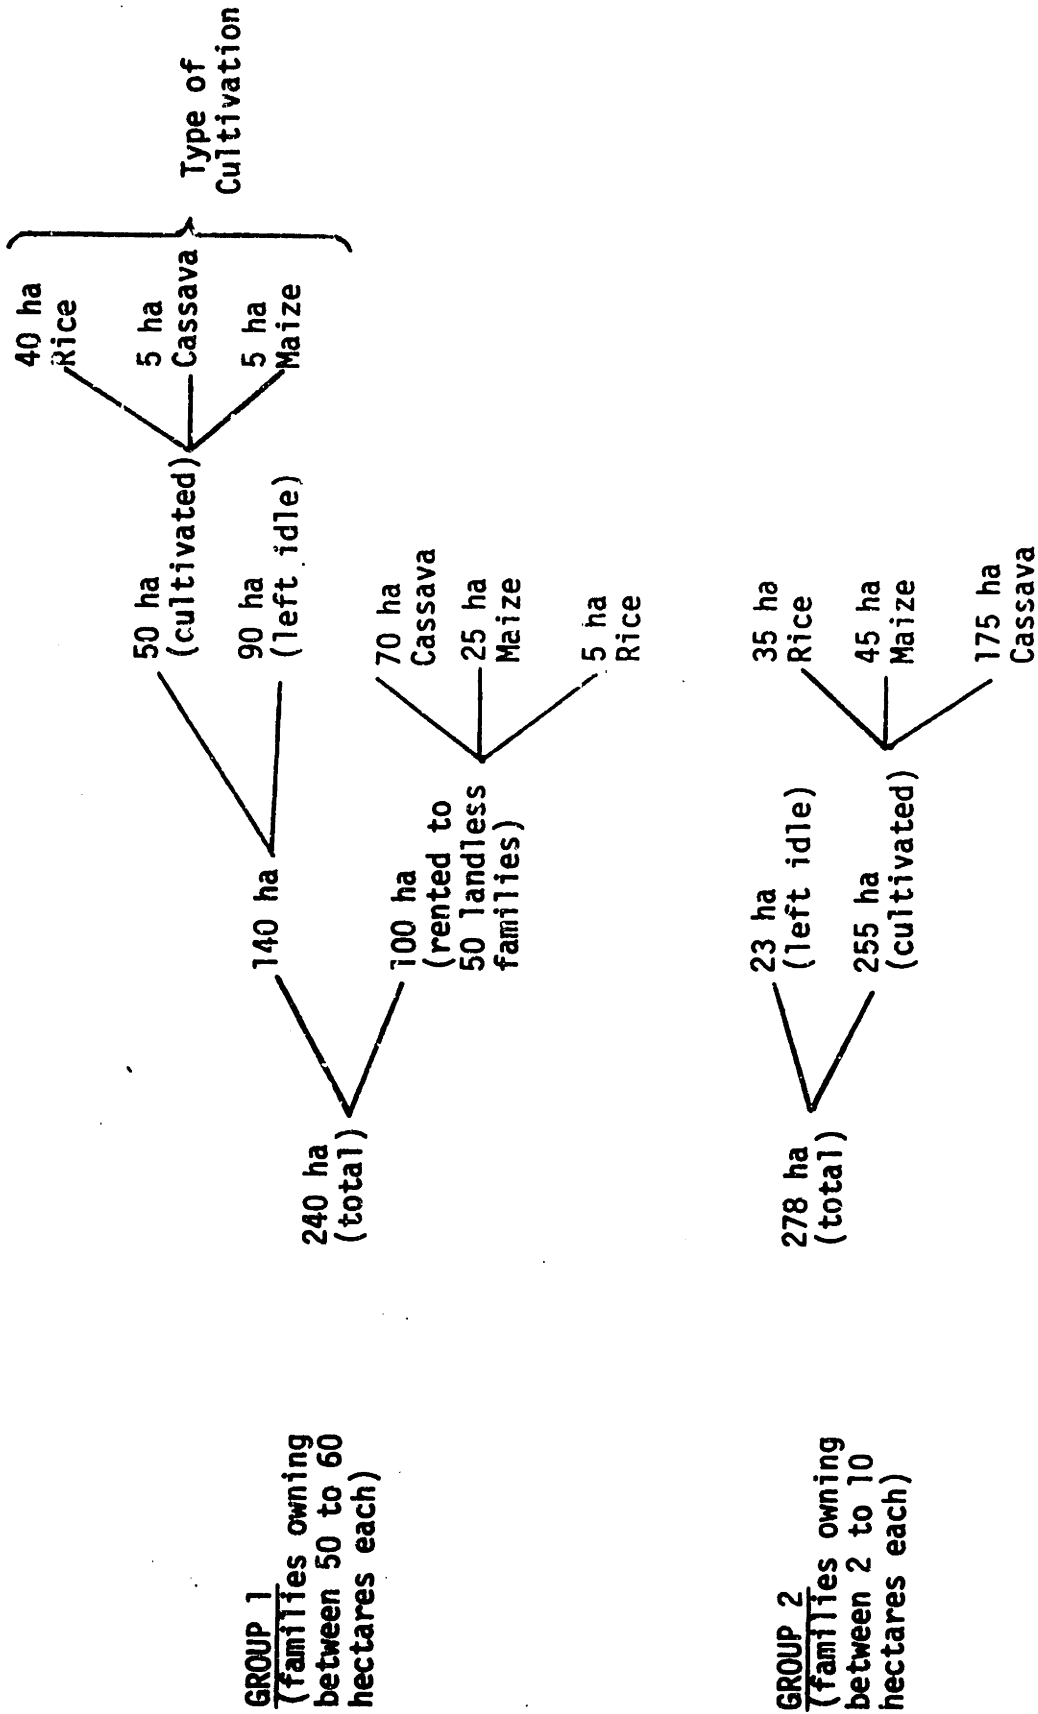 GROUP 1
(families owning
between 50 to 60
hectares each)
240 ha
(total)
140 ha
50 ha
(cultivated)
40 ha
Rice
5 ha
Cassava
5 ha
Maize
Type of
Cultivation
90 ha
(left idle)
100 ha
(rented to
50 landless
families)
70 ha
Cassava
25 ha
Maize
5 ha
Rice
GROUP 2
(families owning
between 2 to 10
hectares each)
278 ha
(total)
23 ha
(left idle)
255 ha
(cultivated)
35 ha
Rice
45 ha
Maize
175 ha
Cassava